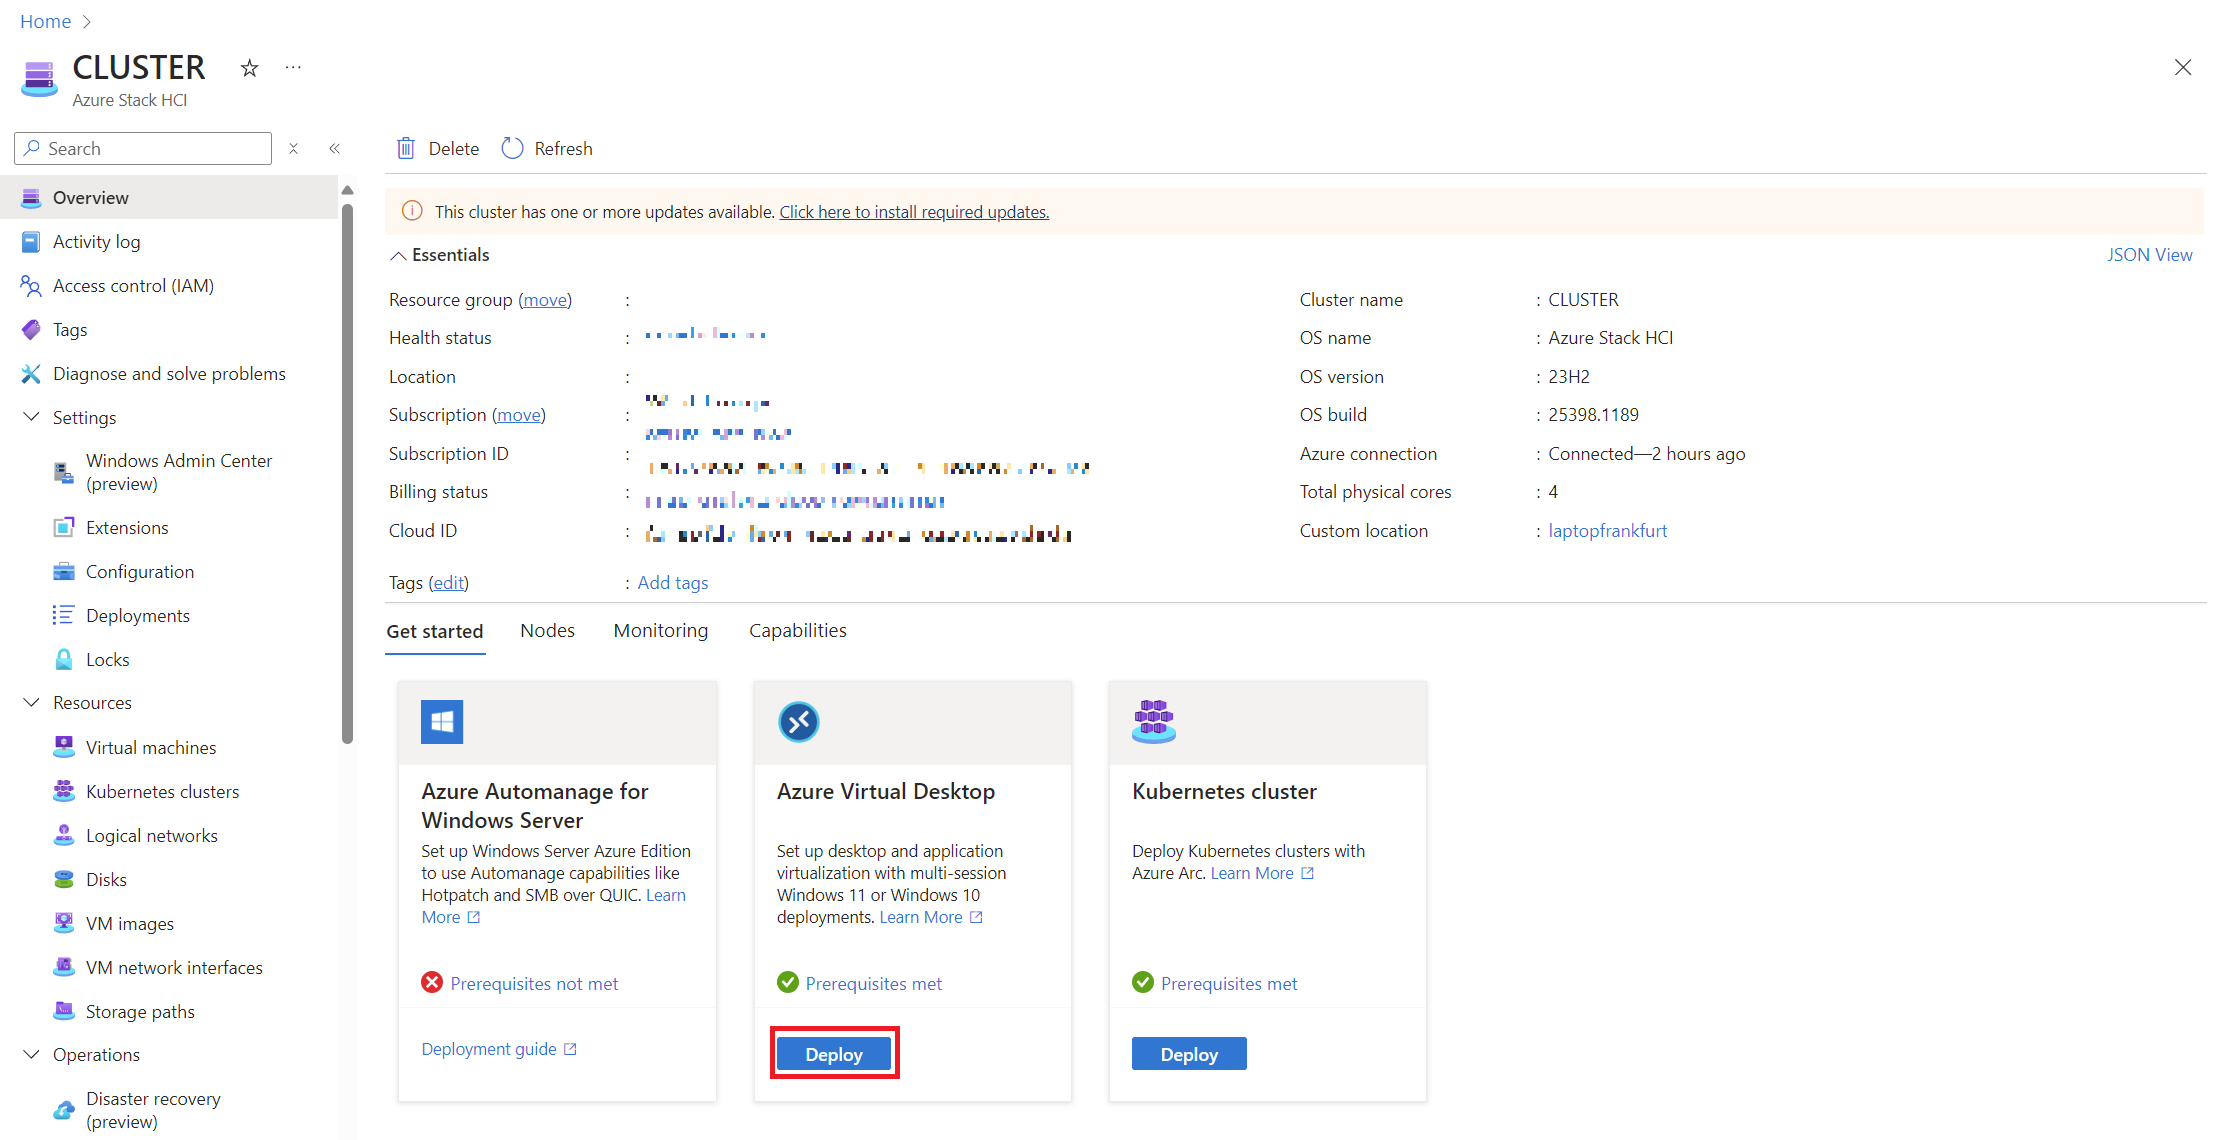 Home
CLUSTER
Azure Stack HCI
Search
Overview
Activity log
Access control (IAM)
Tags
Diagnose and solve problems
Settings
Windows Admin Center
(preview)
Extensions
Configuration
Deployments
Locks
Resources
Virtual machines
Kubernetes clusters
Logical networks
Disks
VM images
VM network interfaces
Storage paths
Operations
Disaster recovery
(preview)
Delete Refresh
This cluster has one or more updates available. Click here to install required updates.
Essentials
JSON View
Resource group (move) :
Health status :
Location :
Subscription (move) :
Subscription ID :
Billing status :
Cloud ID :
Tags (edit) : Add tags
Cluster name : CLUSTER
OS name : Azure Stack HCI
OS version : 23H2
OS build : 25398.1189
Azure connection : Connected—2 hours ago
Total physical cores : 4
Custom location : laptopfrankfurt
Get started Nodes Monitoring Capabilities
Azure Automanage for
Windows Server
Set up Windows Server Azure Edition
to use Automanage capabilities like
Hotpatch and SMB over QUIC. Learn
More
Prerequisites not met
Deployment guide
Azure Virtual Desktop
Set up desktop and application
virtualization with multi-session
Windows 11 or Windows 10
deployments. Learn More
Prerequisites met
Deploy
Kubernetes cluster
Deploy Kubernetes clusters with
Azure Arc. Learn More
Prerequisites met
Deploy